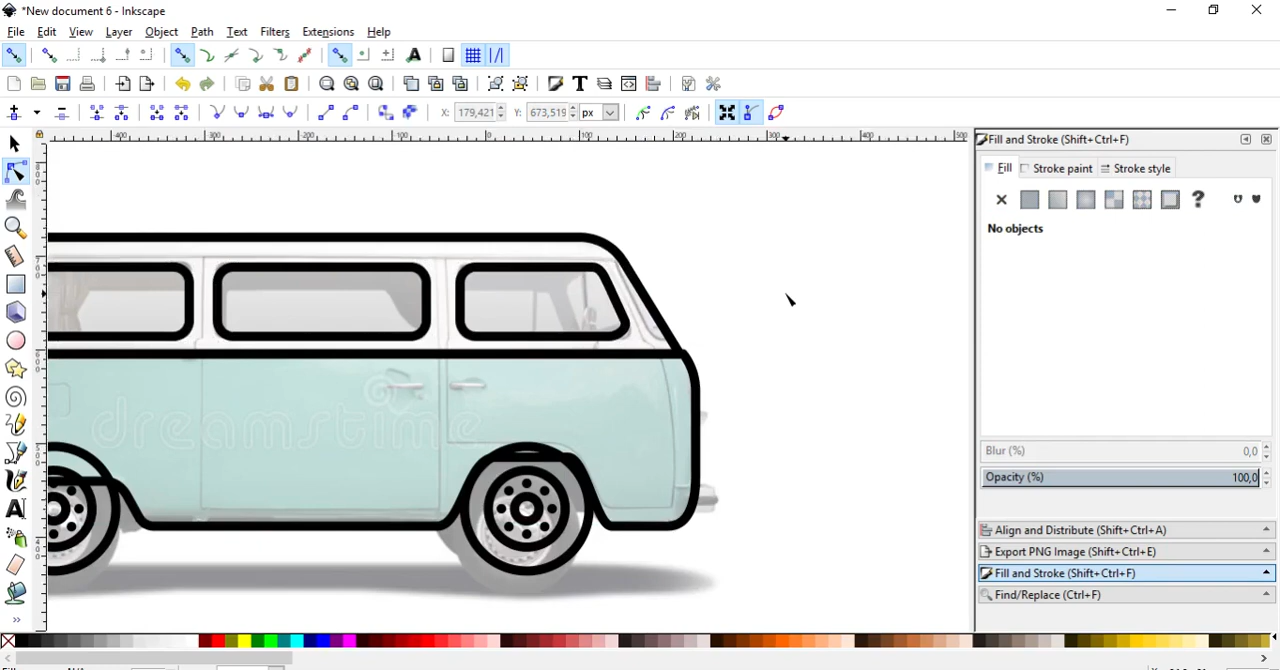 *New document 6 - Inkscape
File Edit View Layer Object Path Text Filters Extensions Help
X: 179,421 Y: 673,519 px
Fill and Stroke (Shift+Ctrl+F)
Fill Stroke paint Stroke style
No objects
dreamstime
Blur (%) 0,0
Opacity (%) 100,0
Align and Distribute (Shift+Ctrl+A)
Export PNG Image (Shift+Ctrl+E)
Fill and Stroke (Shift+Ctrl+F)
Find/Replace (Ctrl+F)